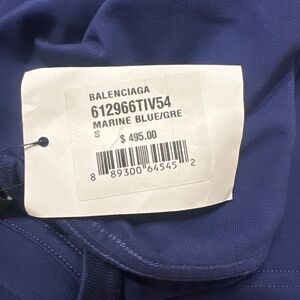 BALENCIAGA
612966TIV54
MARINE BLUE/GRE
S $ 495.00
8 89300 64545 2